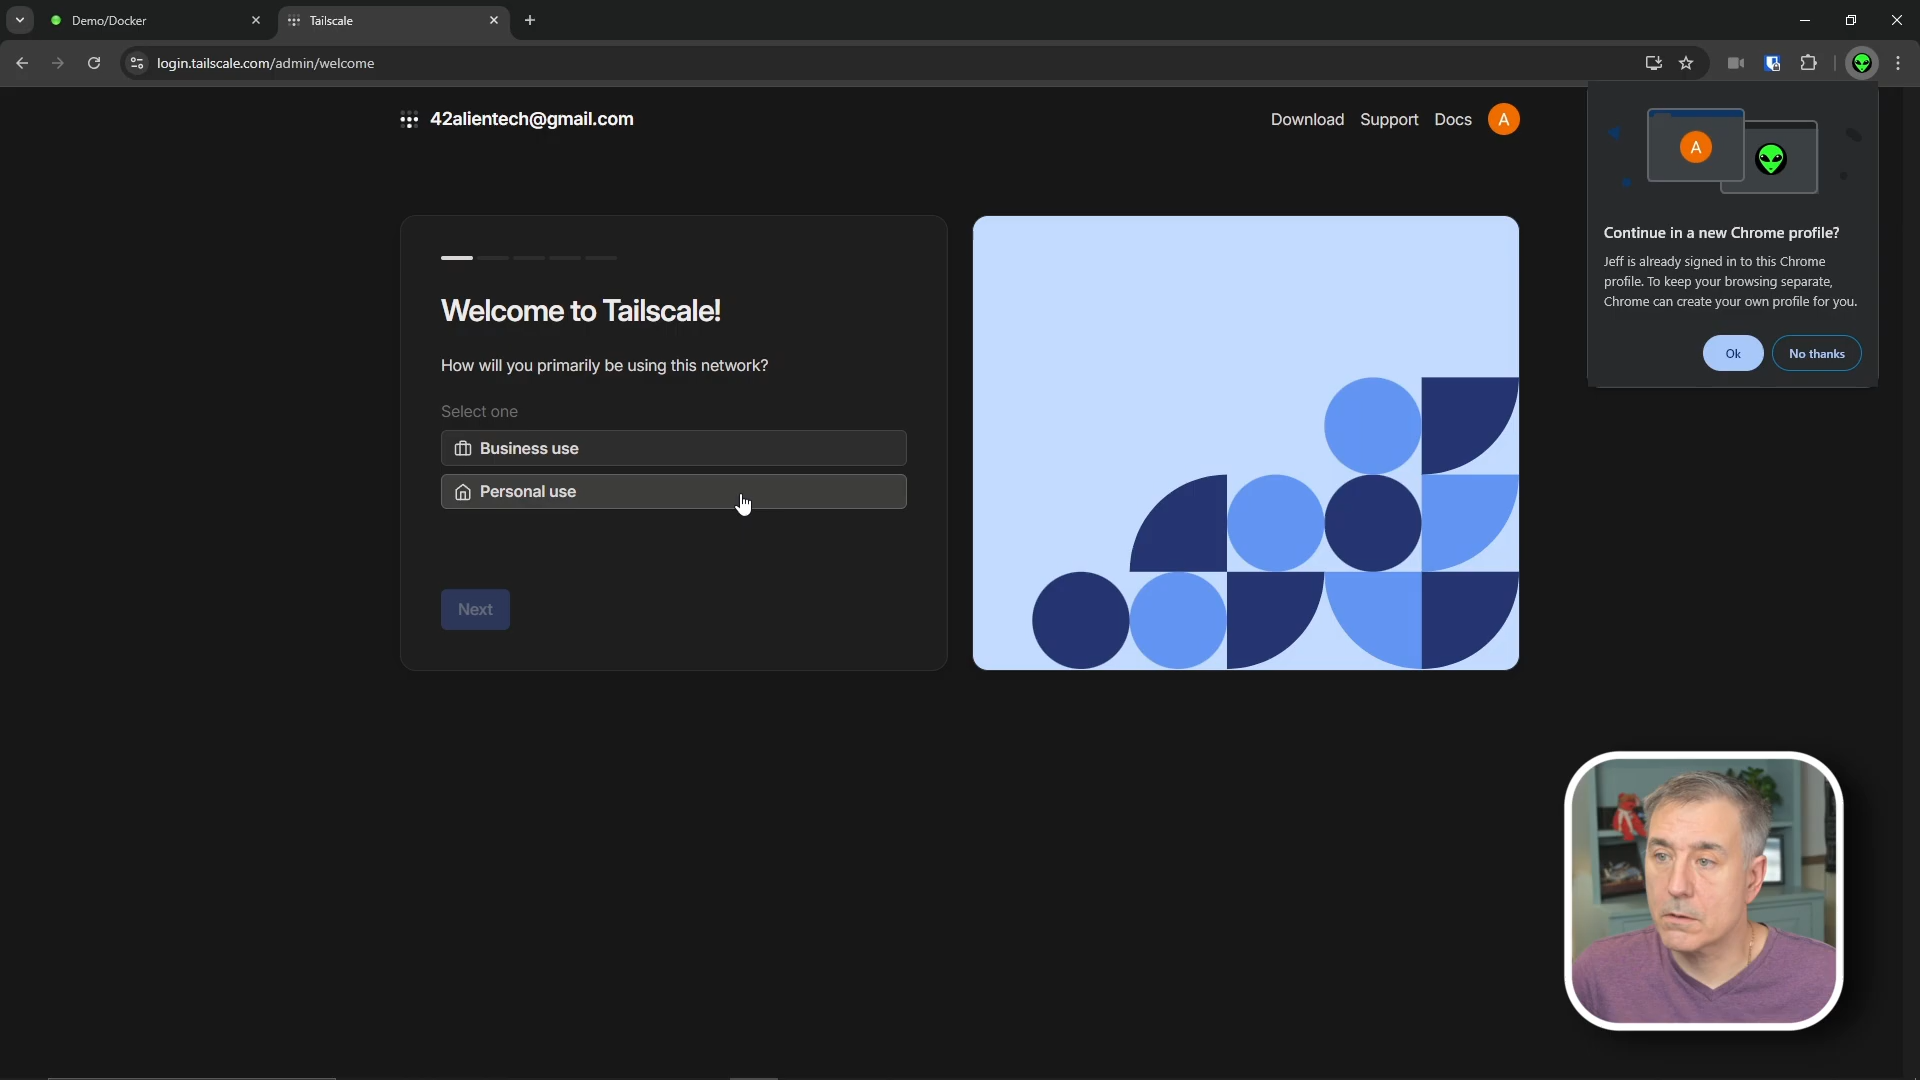 Demo/Docker
Tailscale
login.tailscale.com/admin/welcome
42alientech@gmail.com
Download Support Docs A
Welcome to Tailscale!
How will you primarily be using this network?
Select one
Business use
Personal use
Next
A
Continue in a new Chrome profile?
Jeff is already signed in to this Chrome
profile. To keep your browsing separate,
Chrome can create your own profile for you.
Ok No thanks